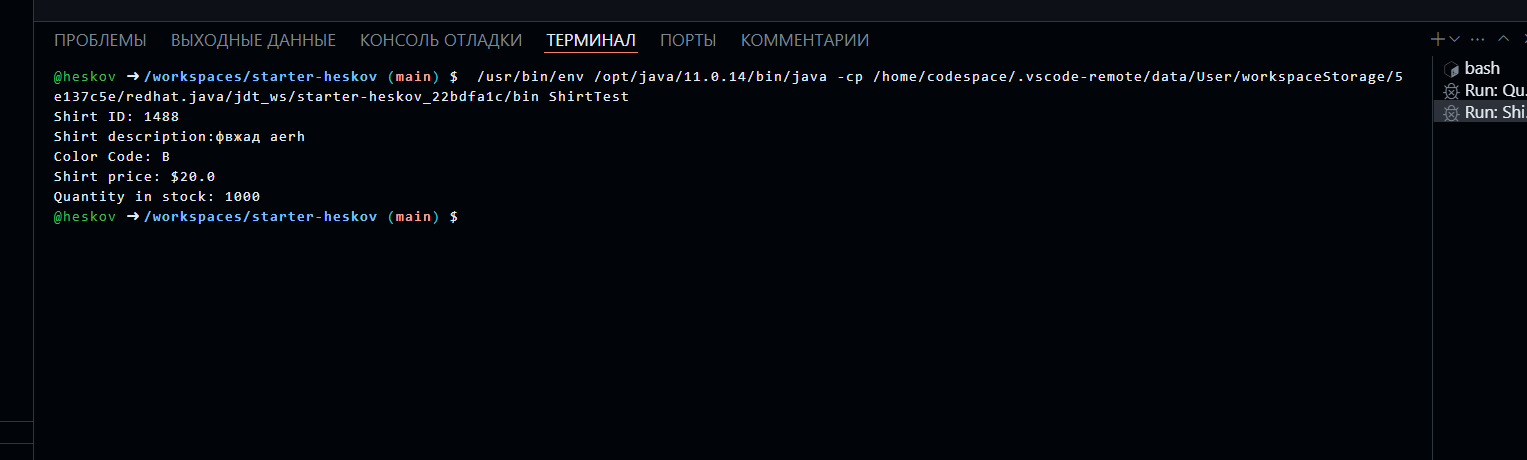 ПРОБЛЕМЫ ВЫХОДНЫЕ ДАННЫЕ КОНСОЛЬ ОТЛАДКИ ТЕРМИНАЛ ПОРТЫ КОММЕНТАРИИ
@heskov ➜ /workspaces/starter-heskov (main) $  /usr/bin/env /opt/java/11.0.14/bin/java -cp /home/codespace/.vscode-remote/data/User/workspaceStorage/5
e137c5e/redhat.java/jdt_ws/starter-heskov_22bdfa1c/bin ShirtTest
Shirt ID: 1488
Shirt description:фвжад aerh
Color Code: B
Shirt price: $20.0
Quantity in stock: 1000
@heskov ➜ /workspaces/starter-heskov (main) $
bash
Run: Qu...
Run: Shi...